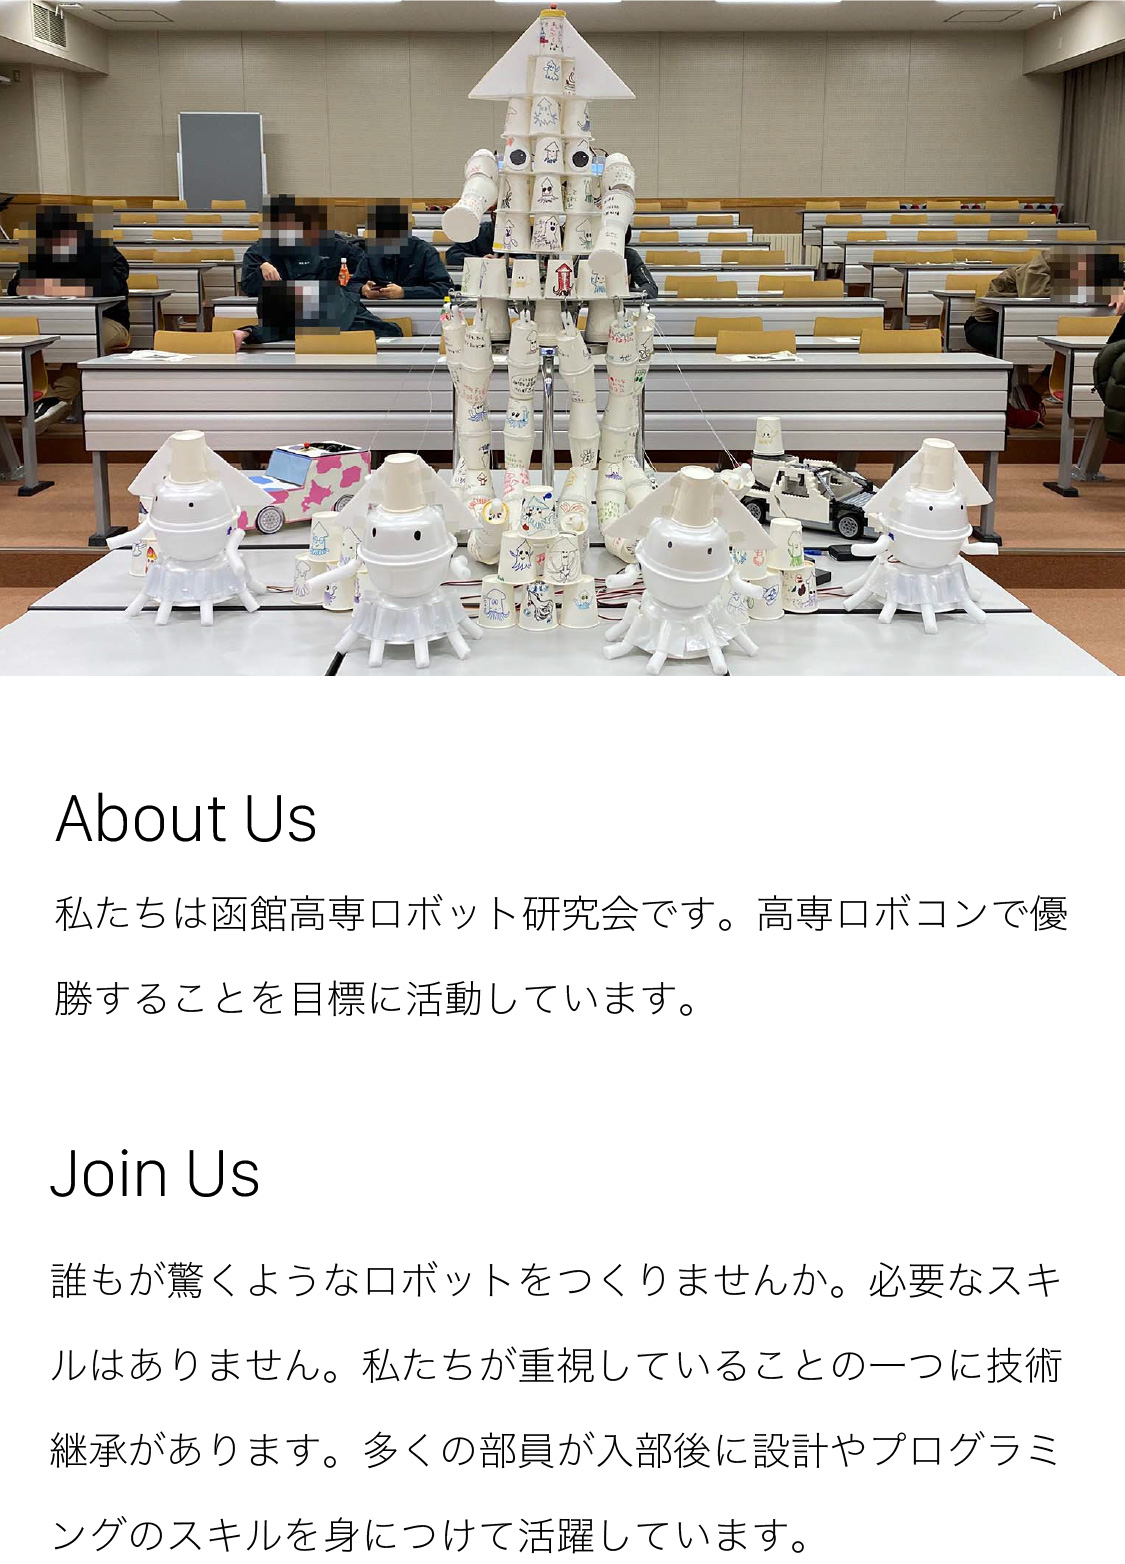 About Us
私たちは函館高専ロボット研究会です。高専ロボコンで優
勝することを目標に活動しています。
Join Us
誰もが驚くようなロボットをつくりませんか。必要なスキ
ルはありません。私たちが重視していることの一つに技術
継承があります。多くの部員が入部後に設計やプログラミ
ングのスキルを身につけて活躍しています。